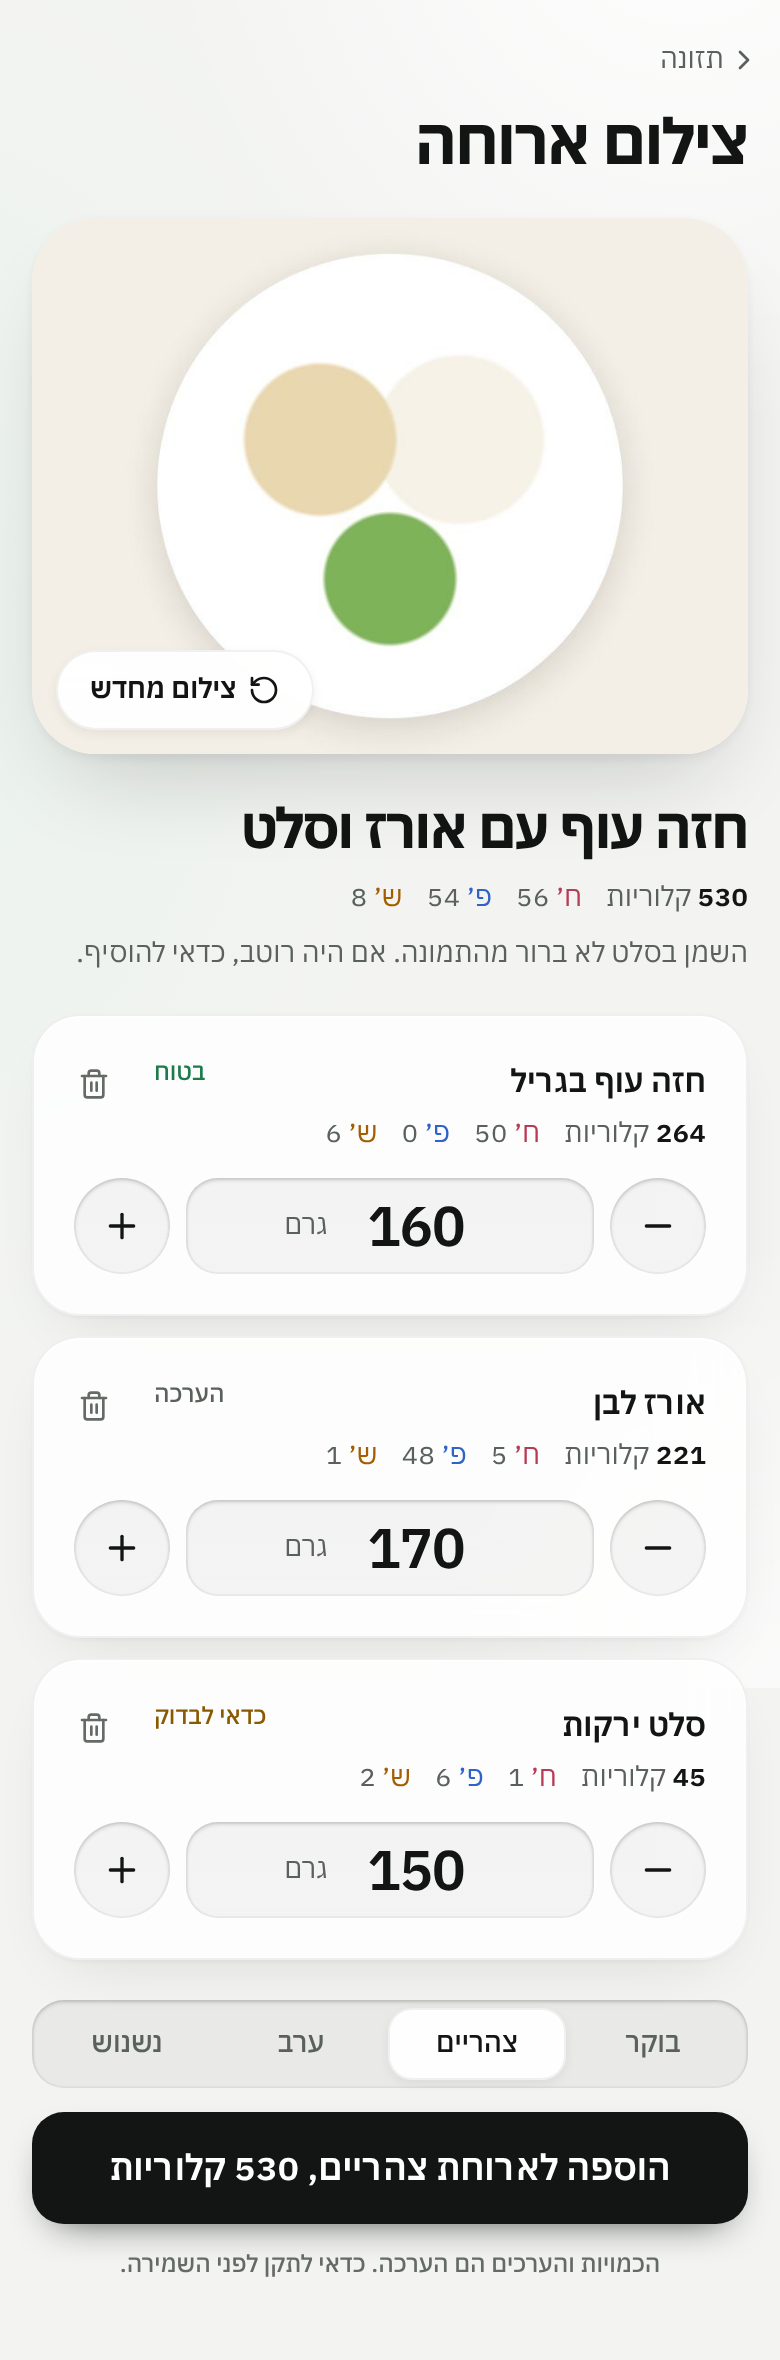 תזונה
צילום ארוחה
צילום מחדש
חזה עוף עם אורז וסלט
530 קלוריות ח׳ 56 פ׳ 54 ש׳ 8
השמן בסלט לא ברור מהתמונה. אם היה רוטב, כדאי להוסיף.
חזה עוף בגריל בטוח
264 קלוריות ח׳ 50 פ׳ 0 ש׳ 6
− 160 גרם +
אורז לבן הערכה
221 קלוריות ח׳ 5 פ׳ 48 ש׳ 1
− 170 גרם +
סלט ירקות כדאי לבדוק
45 קלוריות ח׳ 1 פ׳ 6 ש׳ 2
− 150 גרם +
בוקר צהריים ערב נשנוש
הוספה לארוחת צהריים, 530 קלוריות
הכמויות והערכים הם הערכה. כדאי לתקן לפני השמירה.